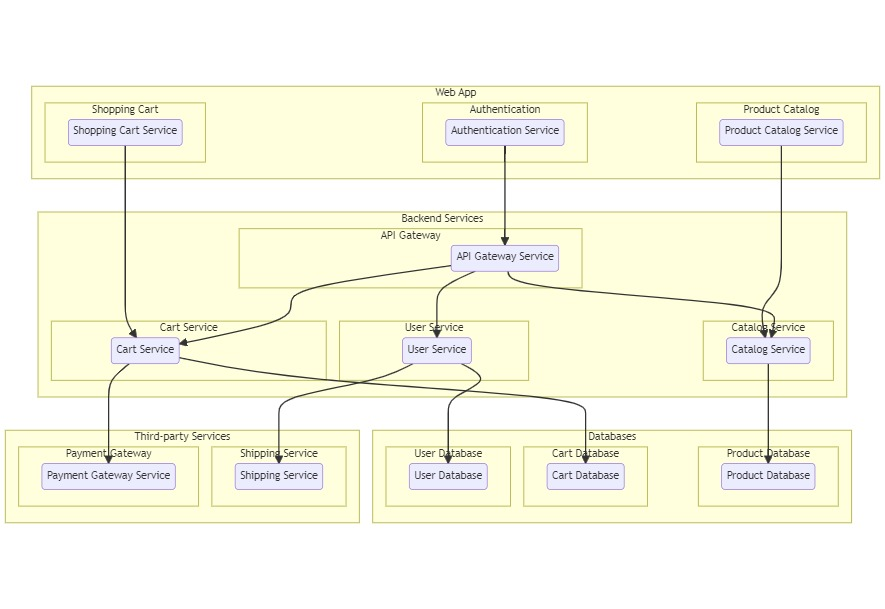 Web App
Shopping Cart
Authentication
Product Catalog
Shopping Cart Service
Authentication Service
Product Catalog Service
Backend Services
API Gateway
API Gateway Service
Cart Service
User Service
Catalog Service
Cart Service
User Service
Catalog Service
Third-party Services
Databases
Payment Gateway
Shipping Service
User Database
Cart Database
Product Database
Payment Gateway Service
Shipping Service
User Database
Cart Database
Product Database